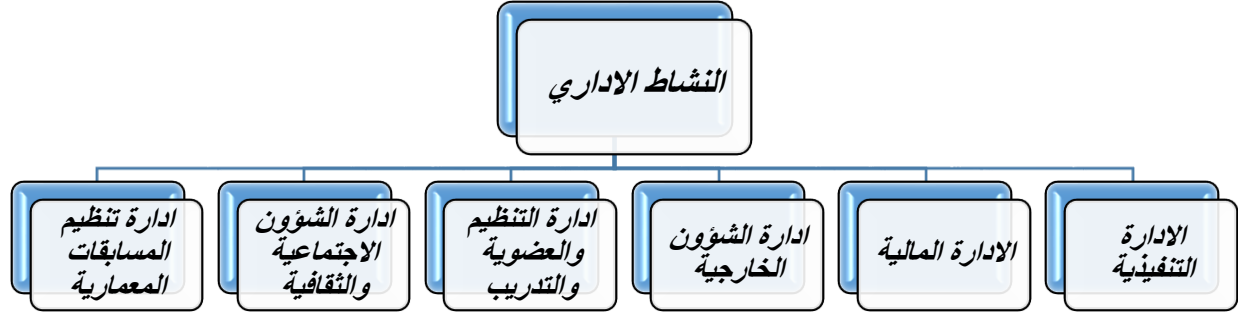 النشاط الاداري
الادارة
التنفيذية
الادارة المالية
ادارة الشؤون
الخارجية
ادارة التنظيم
والعضوية
والتدريب
ادارة الشؤون
الاجتماعية
والثقافية
ادارة تنظيم
المسابقات
المعمارية